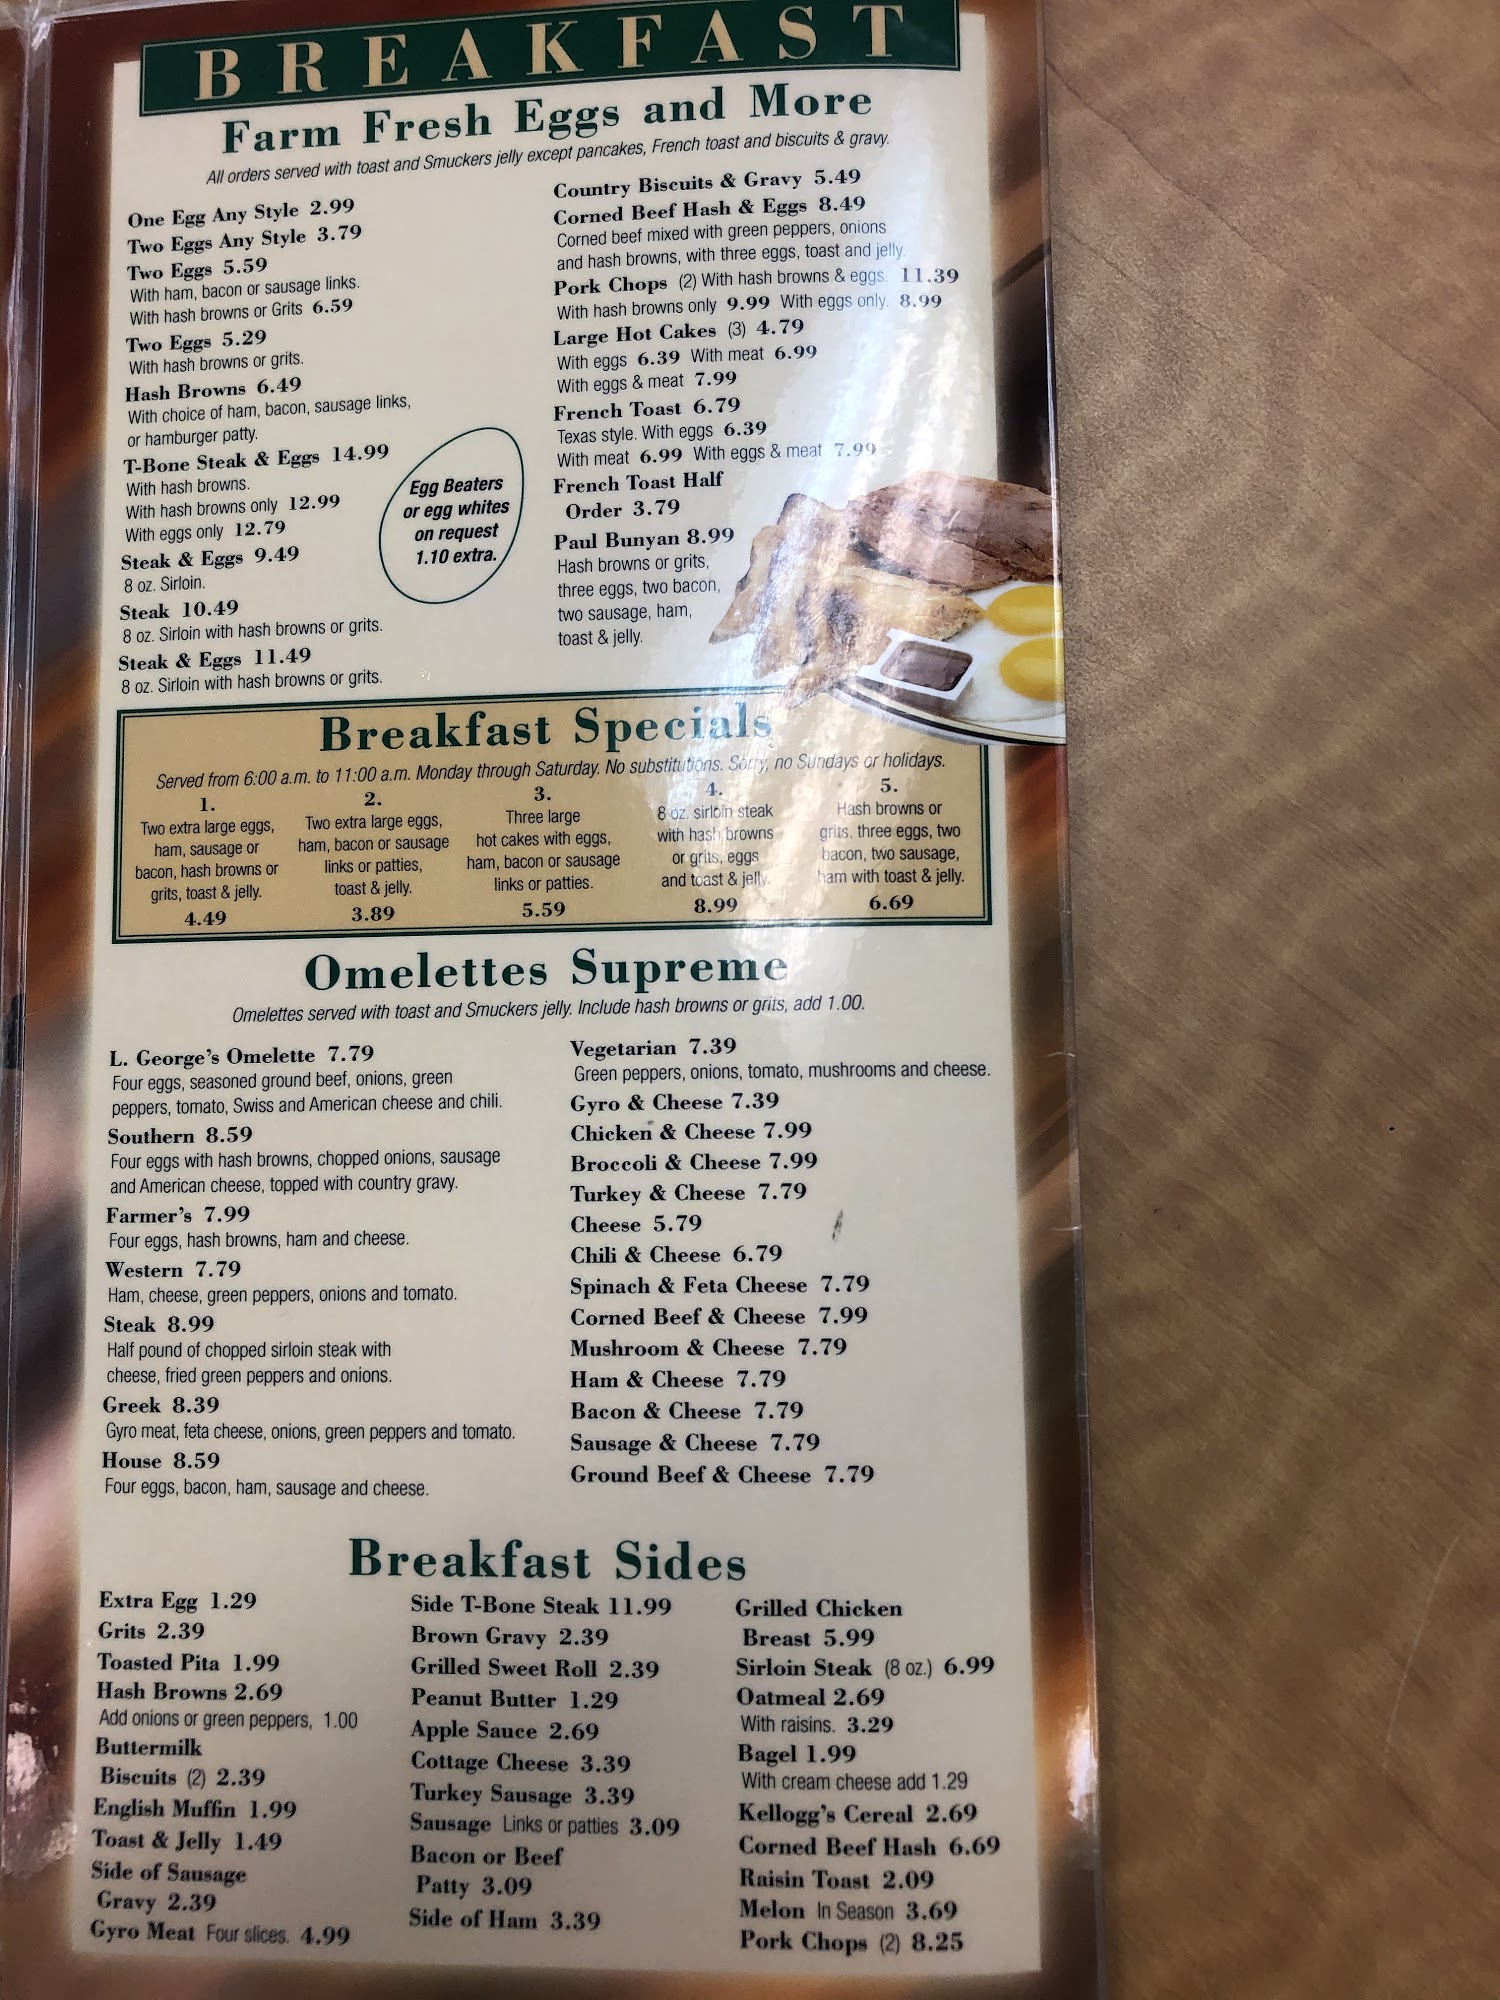 BREAKFAST
Farm Fresh Eggs and More
All orders served with toast and Smuckers jelly except pancakes, French toast and biscuits & gravy.
One Egg Any Style 2.99
Two Eggs Any Style 3.79
Two Eggs 5.59
With ham, bacon or sausage links.
With hash browns or Grits 6.59
Two Eggs 5.29
With hash browns or grits.
Hash Browns 6.49
With choice of ham, bacon, sausage links,
or hamburger patty.
T-Bone Steak & Eggs 14.99
With hash browns.
With hash browns only 12.99
With eggs only 12.79
Steak & Eggs 9.49
8 oz. Sirloin.
Steak 10.49
8 oz. Sirloin with hash browns or grits.
Steak & Eggs 11.49
8 oz. Sirloin with hash browns or grits.
Egg Beaters
or egg whites
on request
1.10 extra.
Country Biscuits & Gravy 5.49
Corned Beef Hash & Eggs 8.49
Corned beef mixed with green peppers, onions
and hash browns, with three eggs, toast and jelly.
Pork Chops (2) With hash browns & eggs. 11.39
With hash browns only 9.99 With eggs only. 8.99
Large Hot Cakes (3) 4.79
With eggs 6.39 With meat 6.99
With eggs & meat 7.99
French Toast 6.79
Texas style. With eggs 6.39
With meat 6.99 With eggs & meat 7.99
French Toast Half
Order 3.79
Paul Bunyan 8.99
Hash browns or grits,
three eggs, two bacon,
two sausage, ham,
toast & jelly.
Breakfast Specials
Served from 6:00 a.m. to 11:00 a.m. Monday through Saturday. No substitutions. Sorry, no Sundays or holidays.
1.
Two extra large eggs,
ham, sausage or
bacon, hash browns or
grits, toast & jelly.
4.49
2.
Two extra large eggs,
ham, bacon or sausage
links or patties,
toast & jelly.
3.89
3.
Three large
hot cakes with eggs,
ham, bacon or sausage
links or patties.
5.59
4.
8 oz. sirloin steak
with hash browns
or grits, eggs
and toast & jelly.
8.99
5.
Hash browns or
grits, three eggs, two
bacon, two sausage,
ham with toast & jelly.
6.69
Omelettes Supreme
Omelettes served with toast and Smuckers jelly. Include hash browns or grits, add 1.00.
L. George's Omelette 7.79
Four eggs, seasoned ground beef, onions, green
peppers, tomato, Swiss and American cheese and chili.
Southern 8.59
Four eggs with hash browns, chopped onions, sausage
and American cheese, topped with country gravy.
Farmer's 7.99
Four eggs, hash browns, ham and cheese.
Western 7.79
Ham, cheese, green peppers, onions and tomato.
Steak 8.99
Half pound of chopped sirloin steak with
cheese, fried green peppers and onions.
Greek 8.39
Gyro meat, feta cheese, onions, green peppers and tomato.
House 8.59
Four eggs, bacon, ham, sausage and cheese.
Vegetarian 7.39
Green peppers, onions, tomato, mushrooms and cheese.
Gyro & Cheese 7.39
Chicken & Cheese 7.99
Broccoli & Cheese 7.99
Turkey & Cheese 7.79
Cheese 5.79
Chili & Cheese 6.79
Spinach & Feta Cheese 7.79
Corned Beef & Cheese 7.99
Mushroom & Cheese 7.79
Ham & Cheese 7.79
Bacon & Cheese 7.79
Sausage & Cheese 7.79
Ground Beef & Cheese 7.79
Breakfast Sides
Extra Egg 1.29
Grits 2.39
Toasted Pita 1.99
Hash Browns 2.69
Add onions or green peppers, 1.00
Buttermilk
Biscuits (2) 2.39
English Muffin 1.99
Toast & Jelly 1.49
Side of Sausage
Gravy 2.39
Gyro Meat Four slices. 4.99
Side T-Bone Steak 11.99
Brown Gravy 2.39
Grilled Sweet Roll 2.39
Peanut Butter 1.29
Apple Sauce 2.69
Cottage Cheese 3.39
Turkey Sausage 3.39
Sausage Links or patties 3.09
Bacon or Beef
Patty 3.09
Side of Ham 3.39
Grilled Chicken
Breast 5.99
Sirloin Steak (8 oz.) 6.99
Oatmeal 2.69
With raisins. 3.29
Bagel 1.99
With cream cheese add 1.29
Kellogg's Cereal 2.69
Corned Beef Hash 6.69
Raisin Toast 2.09
Melon In Season 3.69
Pork Chops (2) 8.25